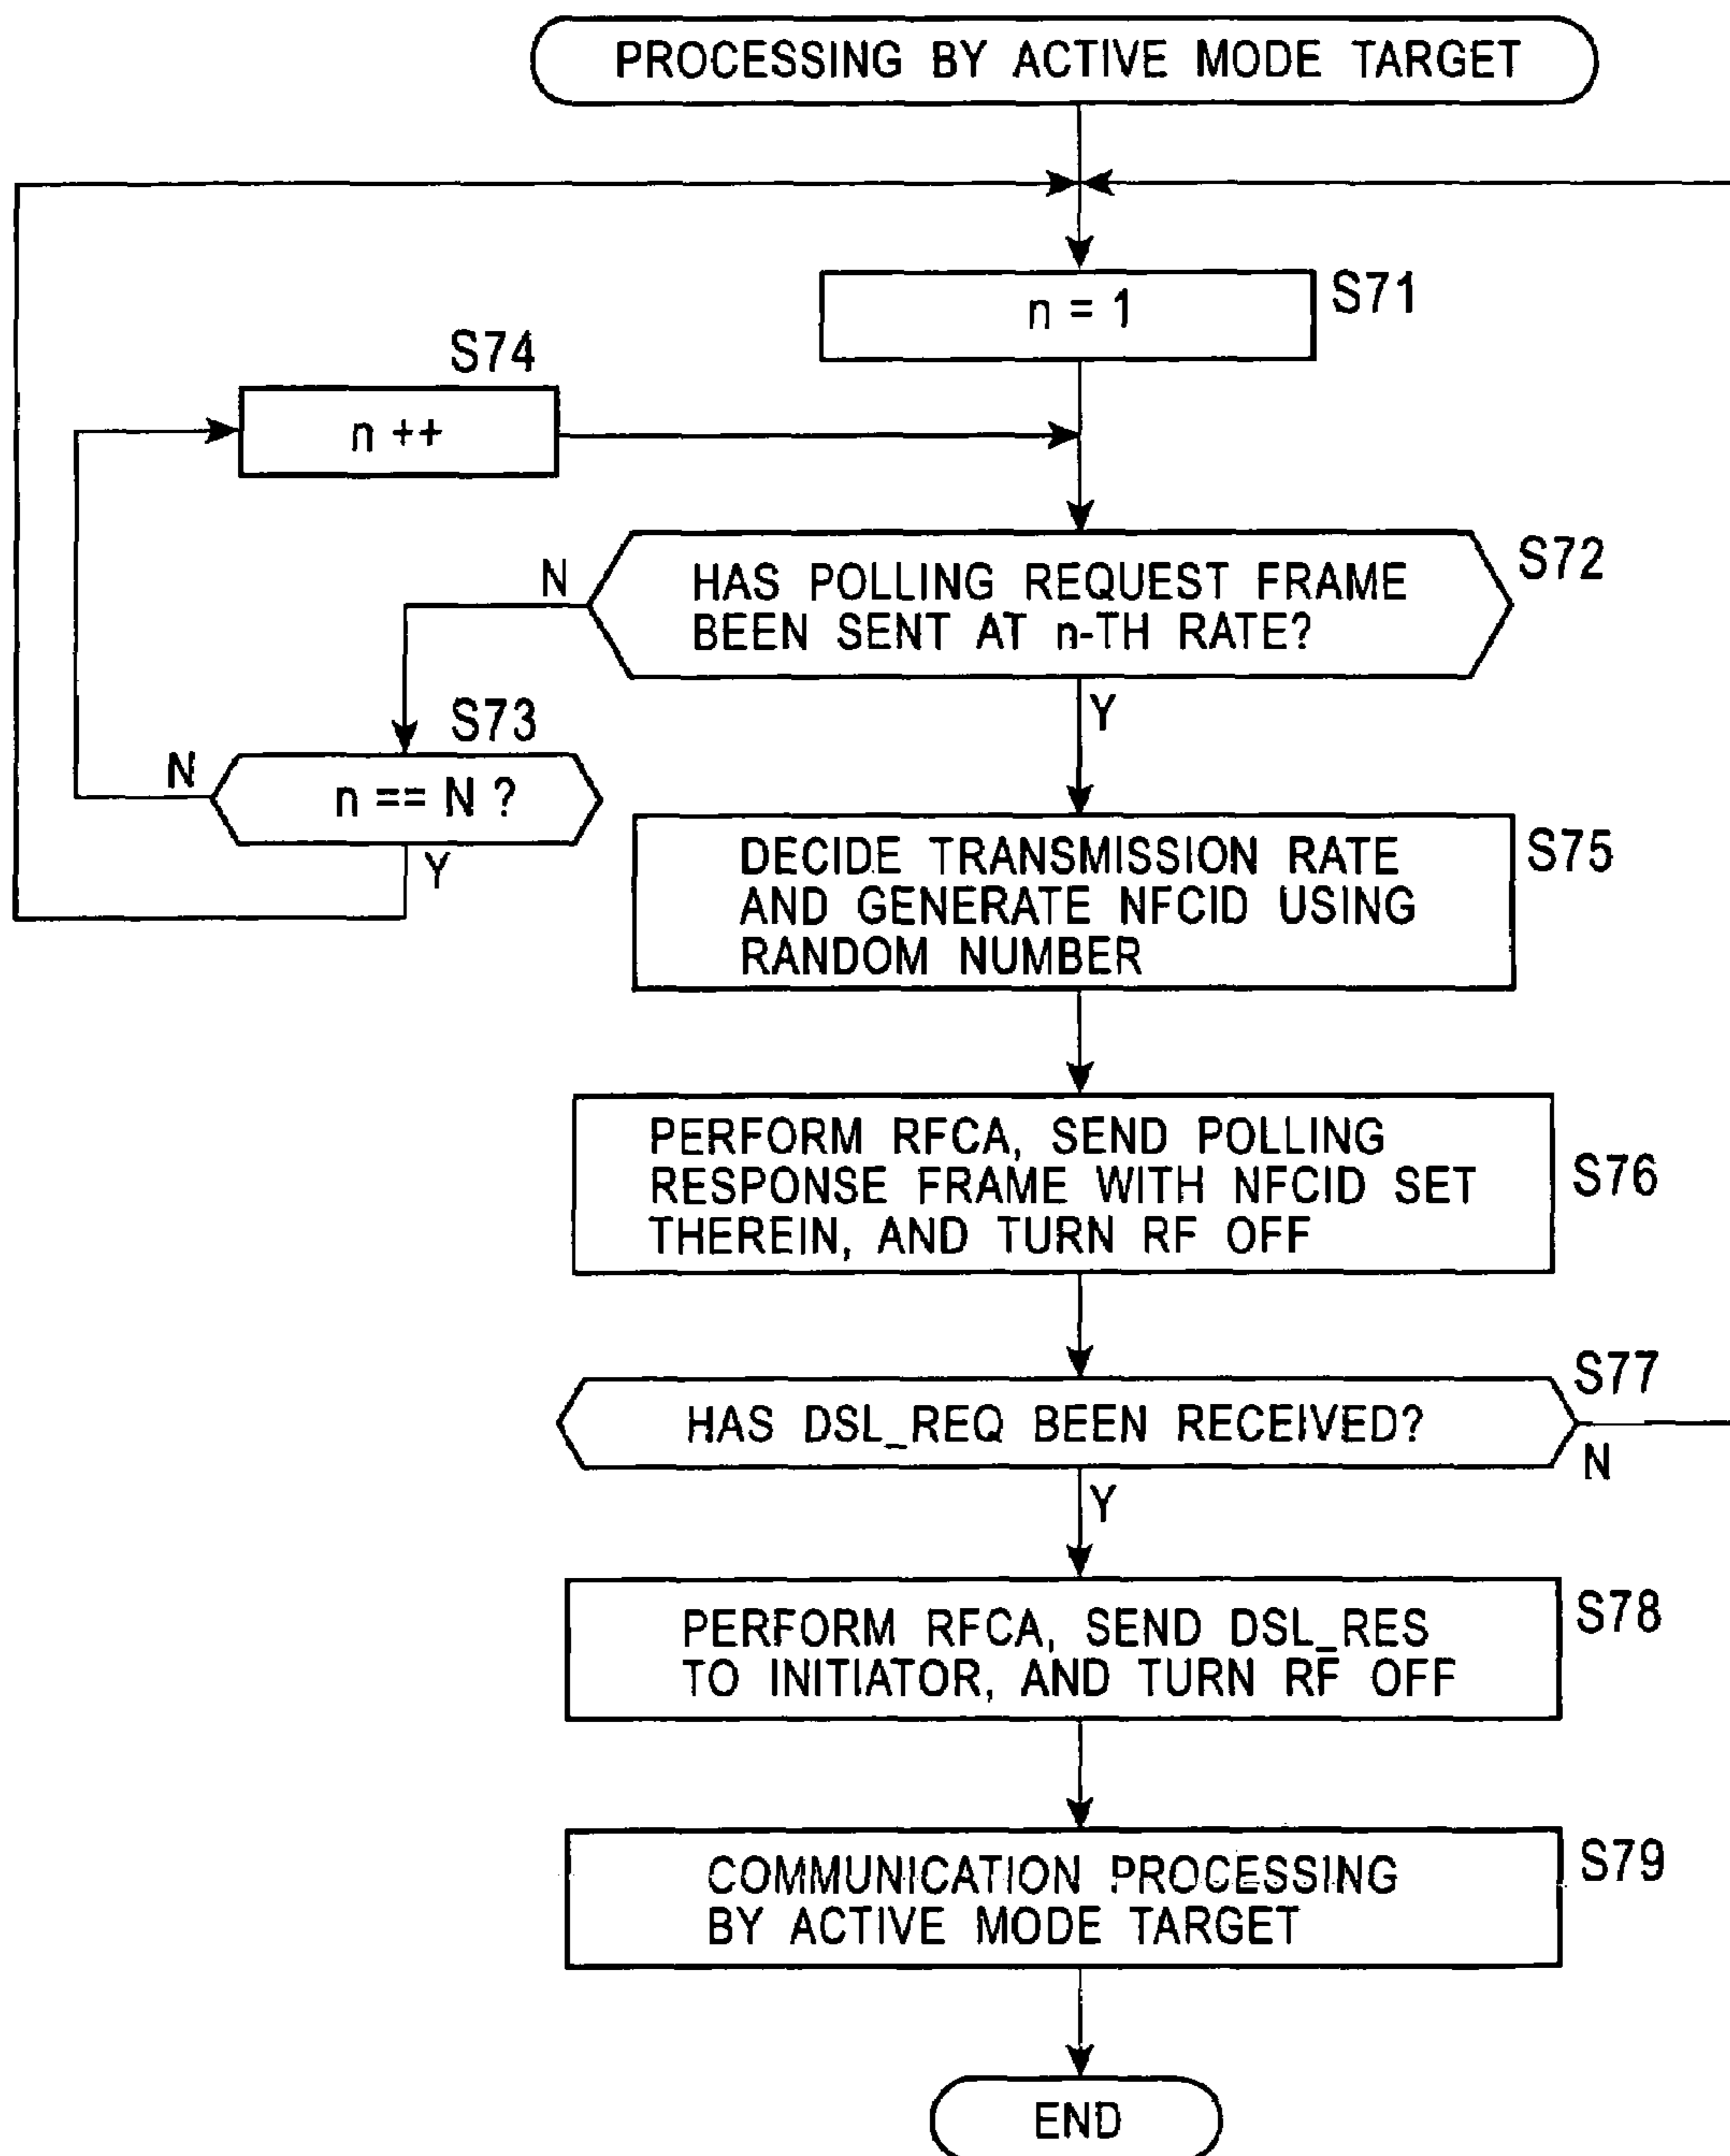 PROCESSING BY ACTIVE MODE TARGET
n = 1
S71
S74
n ++
N
HAS POLLING REQUEST FRAME
BEEN SENT AT n-TH RATE?
S72
Y
S73
N
n == N ?
Y
DECIDE TRANSMISSION RATE
AND GENERATE NFCID USING
RANDOM NUMBER
S75
PERFORM RFCA, SEND POLLING
RESPONSE FRAME WITH NFCID SET
THEREIN, AND TURN RF OFF
S76
S77
HAS DSL_REQ BEEN RECEIVED?
N
Y
PERFORM RFCA, SEND DSL_RES
TO INITIATOR, AND TURN RF OFF
S78
COMMUNICATION PROCESSING
BY ACTIVE MODE TARGET
S79
END